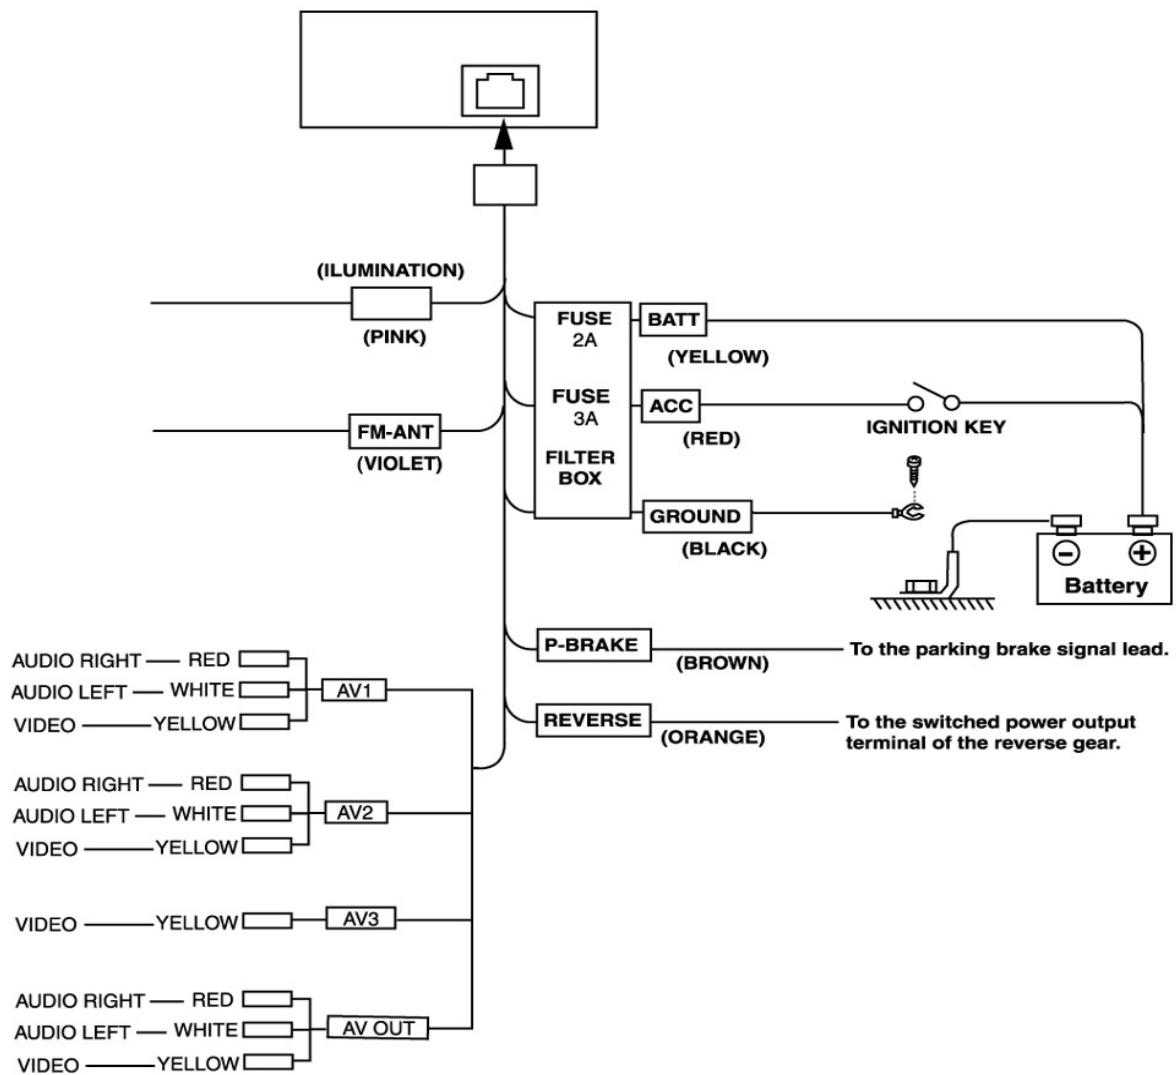 (ILUMINATION)
(PINK)
FM-ANT
(VIOLET)
FUSE
2A
FUSE
3A
FILTER
BOX
BATT
(YELLOW)
ACC
(RED)
IGNITION KEY
GROUND
(BLACK)
Battery
P-BRAKE
(BROWN)
To the parking brake signal lead.
REVERSE
(ORANGE)
To the switched power output
terminal of the reverse gear.
AUDIO RIGHT RED
AUDIO LEFT WHITE
VIDEO YELLOW
AV1
AUDIO RIGHT RED
AUDIO LEFT WHITE
VIDEO YELLOW
AV2
VIDEO YELLOW
AV3
AUDIO RIGHT RED
AUDIO LEFT WHITE
VIDEO YELLOW
AV OUT